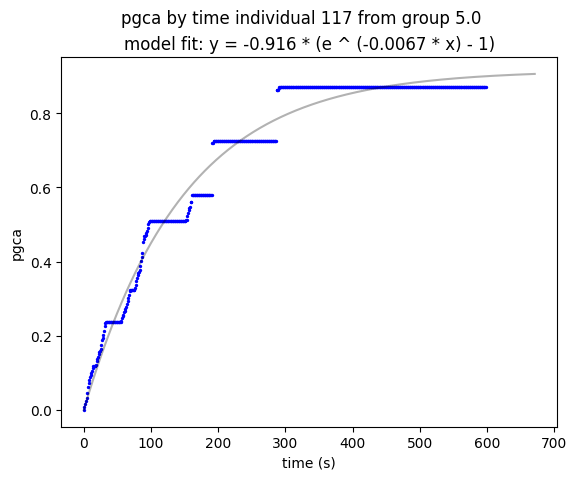 pgca by time individual 117 from group 5.0
model fit: y = -0.916 * (e ^ (-0.0067 * x) - 1)
0.8
0.6
0.4
0.2
0.0
pgca
0 100 200 300 400 500 600 700
time (s)